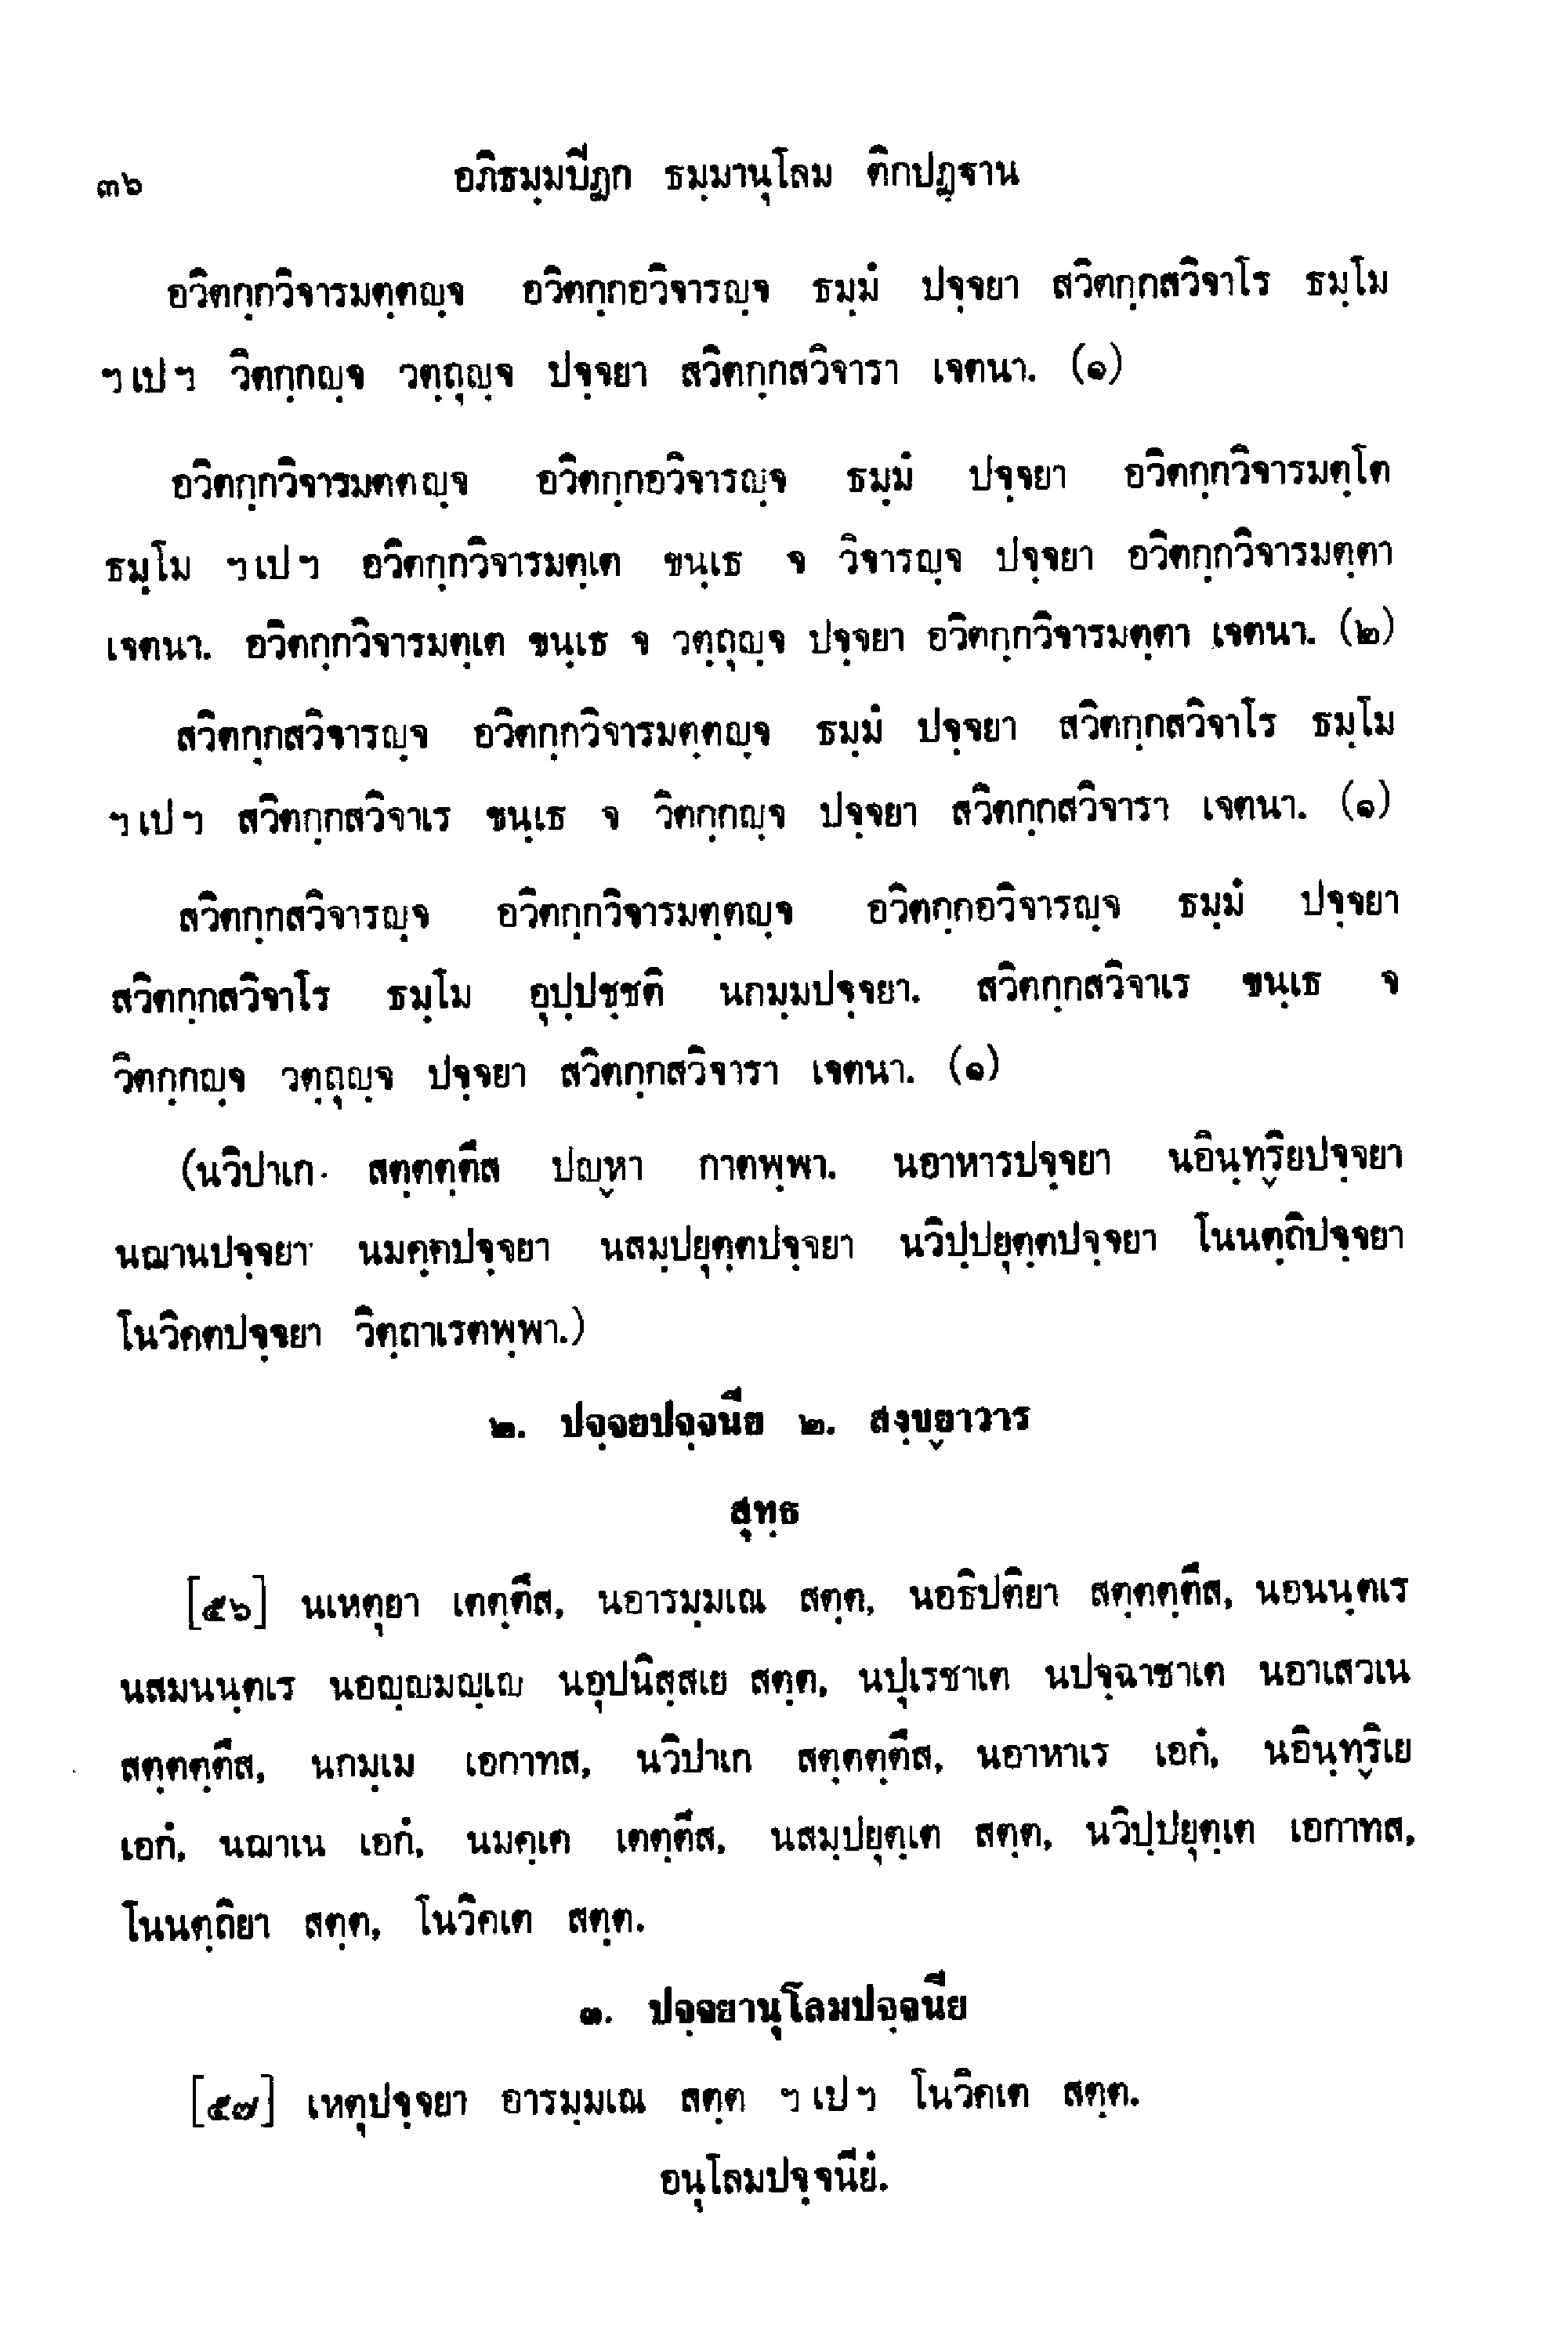 ๓๖ อภิธมฺมปีฏก ธมฺมานุโลม ติกปฏฺฐาน
อวิตกฺกวิจารมตฺตญฺจ อวิตกฺกอวิจารญฺจ ธมฺมํ ปจฺจยา สวิตกฺกสวิจาโร ธมฺโม
ฯเปฯ วิตกฺกญฺจ วตฺถุญฺจ ปจฺจยา สวิตกฺกสวิจารา เจตนา. (๑)
อวิตกฺกวิจารมตฺตญฺจ อวิตกฺกอวิจารญฺจ ธมฺมํ ปจฺจยา อวิตกฺกวิจารมตฺโต
ธมฺโม ฯเปฯ อวิตกฺกวิจารมตฺเต ขนฺเธ จ วิจารญฺจ ปจฺจยา อวิตกฺกวิจารมตฺตา
เจตนา. อวิตกฺกวิจารมตฺเต ขนฺเธ จ วตฺถุญฺจ ปจฺจยา อวิตกฺกวิจารมตฺตา เจตนา. (๒)
สวิตกฺกสวิจารญฺจ อวิตกฺกวิจารมตฺตญฺจ ธมฺมํ ปจฺจยา สวิตกฺกสวิจาโร ธมฺโม
ฯเปฯ สวิตกฺกสวิจาเร ขนฺเธ จ วิตกฺกญฺจ ปจฺจยา สวิตกฺกสวิจารา เจตนา. (๑)
สวิตกฺกสวิจารญฺจ อวิตกฺกวิจารมตฺตญฺจ อวิตกฺกอวิจารญฺจ ธมฺมํ ปจฺจยา
สวิตกฺกสวิจาโร ธมฺโม อุปฺปชฺชติ นกมฺมปจฺจยา. สวิตกฺกสวิจาเร ขนฺเธ จ
วิตกฺกญฺจ วตฺถุญฺจ ปจฺจยา สวิตกฺกสวิจารา เจตนา. (๑)
(นวิปาเก สตฺตตฺตึส ปญฺหา กาตพฺพา. นอาหารปจฺจยา นอินฺทฺริยปจฺจยา
นฌานปจฺจยา นมคฺคปจฺจยา นสมฺปยุตฺตปจฺจยา นวิปฺปยุตฺตปจฺจยา โนนตฺถิปจฺจยา
โนวิคตปจฺจยา วิตฺถาเรตพฺพา.)
๒. ปจฺจยปจฺจนีย ๒. สงฺขฺยาวาร
สุทฺธ
[๕๖] นเหตุยา เตตฺตึส, นอารมฺมเณ สตฺต, นอธิปติยา สตฺตตฺตึส, นอนนฺตเร
นสมนนฺตเร นอญฺญมญฺเญ นอุปนิสฺสเย สตฺต, นปุเรชาเต นปจฺฉาชาเต นอาเสวเน
สตฺตตฺตึส, นกมฺเม เอกาทส, นวิปาเก สตฺตตฺตึส, นอาหาเร เอกํ, นอินฺทฺริเย
เอกํ, นฌาเน เอกํ, นมคฺเค เตตฺตึส, นสมฺปยุตฺเต สตฺต, นวิปฺปยุตฺเต เอกาทส,
โนนตฺถิยา สตฺต, โนวิคเต สตฺต.
๓. ปจฺจยานุโลมปจฺจนีย
[๕๗] เหตุปจฺจยา อารมฺมเณ สตฺต ฯเปฯ โนวิคเต สตฺต.
อนุโลมปจฺจนียํ.